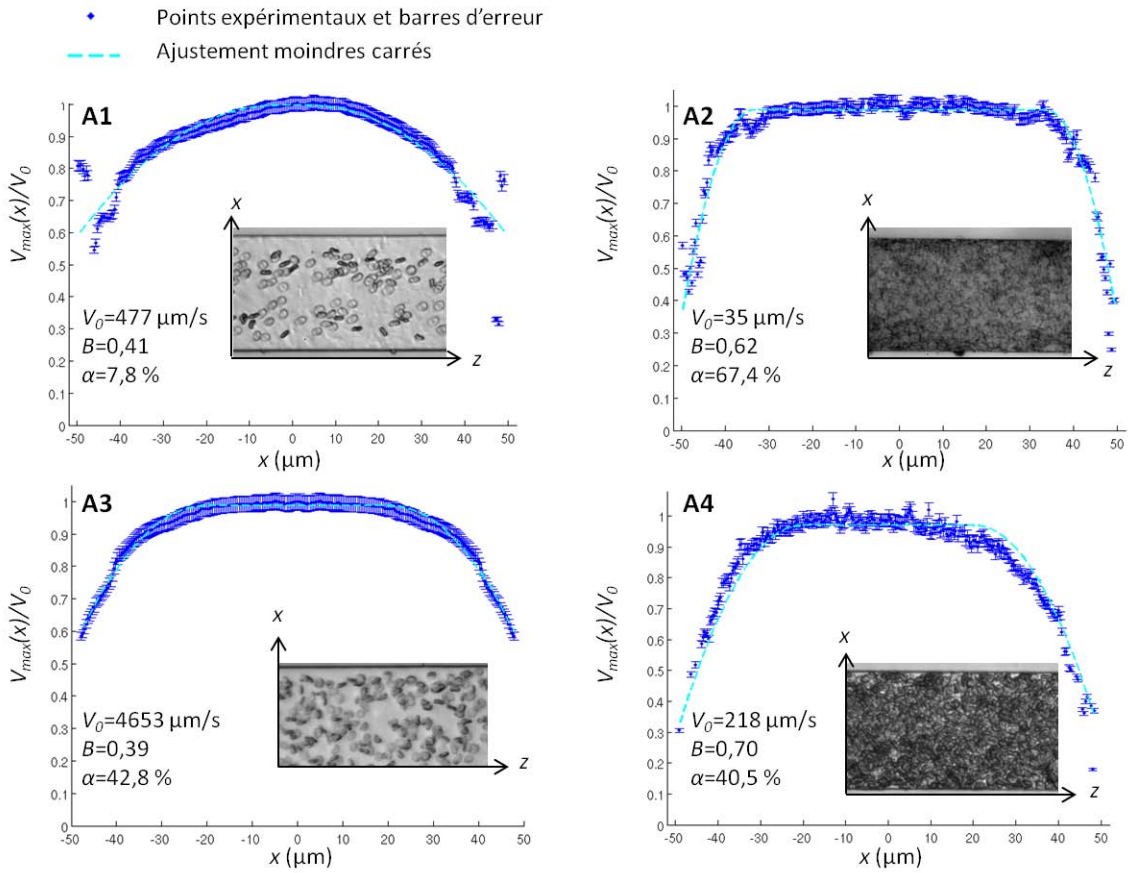 Points expérimentaux et barres d'erreur
Ajustement moindres carrés
A1
1
0.9
0.8
0.7
0.6
0.5
0.4
0.3
0.2
0.1
0
Vmax(x)/V0
x
z
V0=477 µm/s
B=0,41
α=7,8 %
-50 -40 -30 -20 -10 0 10 20 30 40 50
x (µm)
A2
1
0.9
0.8
0.7
0.6
0.5
0.4
0.3
0.2
0.1
0
Vmax(x)/V0
x
z
V0=35 µm/s
B=0,62
α=67,4 %
-50 -40 -30 -20 -10 0 10 20 30 40 50
x (µm)
A3
1
0.9
0.8
0.7
0.6
0.5
0.4
0.3
0.2
0.1
0
Vmax(x)/V0
x
z
V0=4653 µm/s
B=0,39
α=42,8 %
-50 -40 -30 -20 -10 0 10 20 30 40 50
x (µm)
A4
1
0.9
0.8
0.7
0.6
0.5
0.4
0.3
0.2
0.1
0
Vmax(x)/V0
x
z
V0=218 µm/s
B=0,70
α=40,5 %
-50 -40 -30 -20 -10 0 10 20 30 40 50
x (µm)